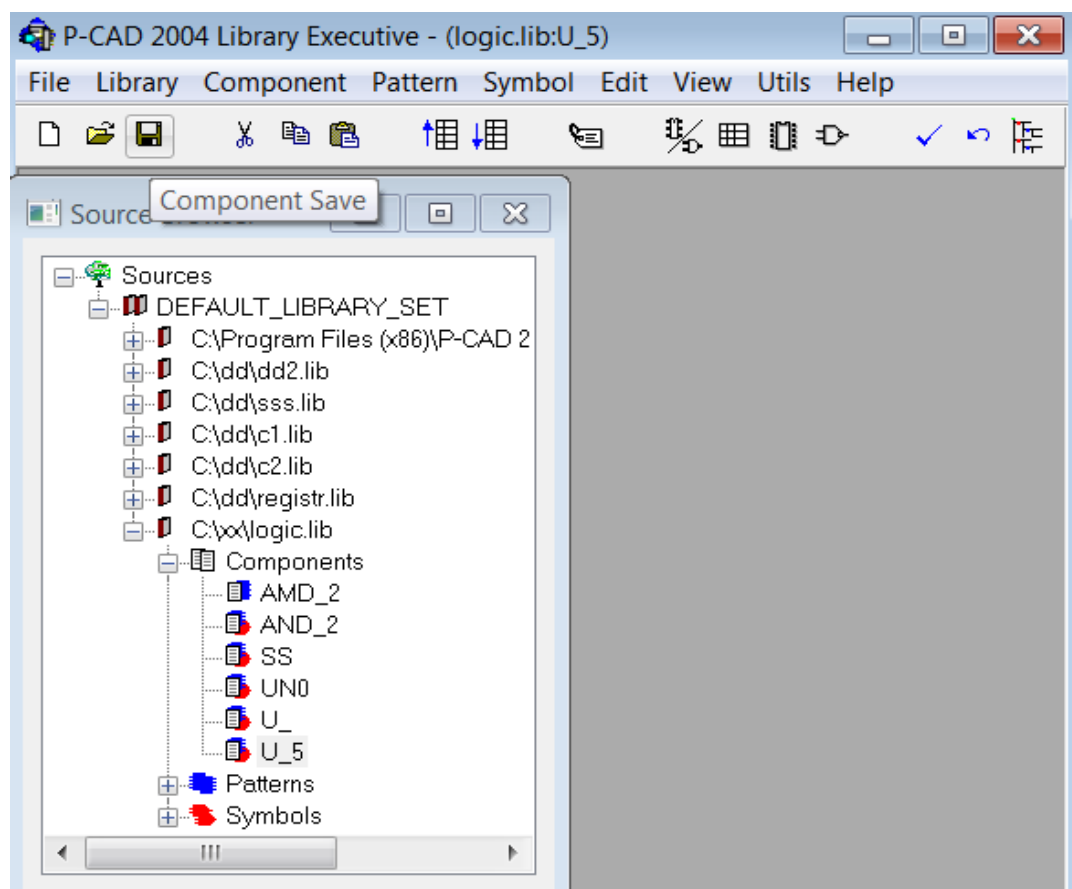 P-CAD 2004 Library Executive - (logic.lib:U_5)
File Library Component Pattern Symbol Edit View Utils Help
Component Save
Source
Sources
DEFAULT_LIBRARY_SET
C:\Program Files (x86)\P-CAD 2
C:\dd\dd2.lib
C:\dd\sss.lib
C:\dd\c1.lib
C:\dd\c2.lib
C:\dd\registr.lib
C:\xx\logic.lib
Components
AMD_2
AND_2
SS
UN0
U_
U_5
Patterns
Symbols